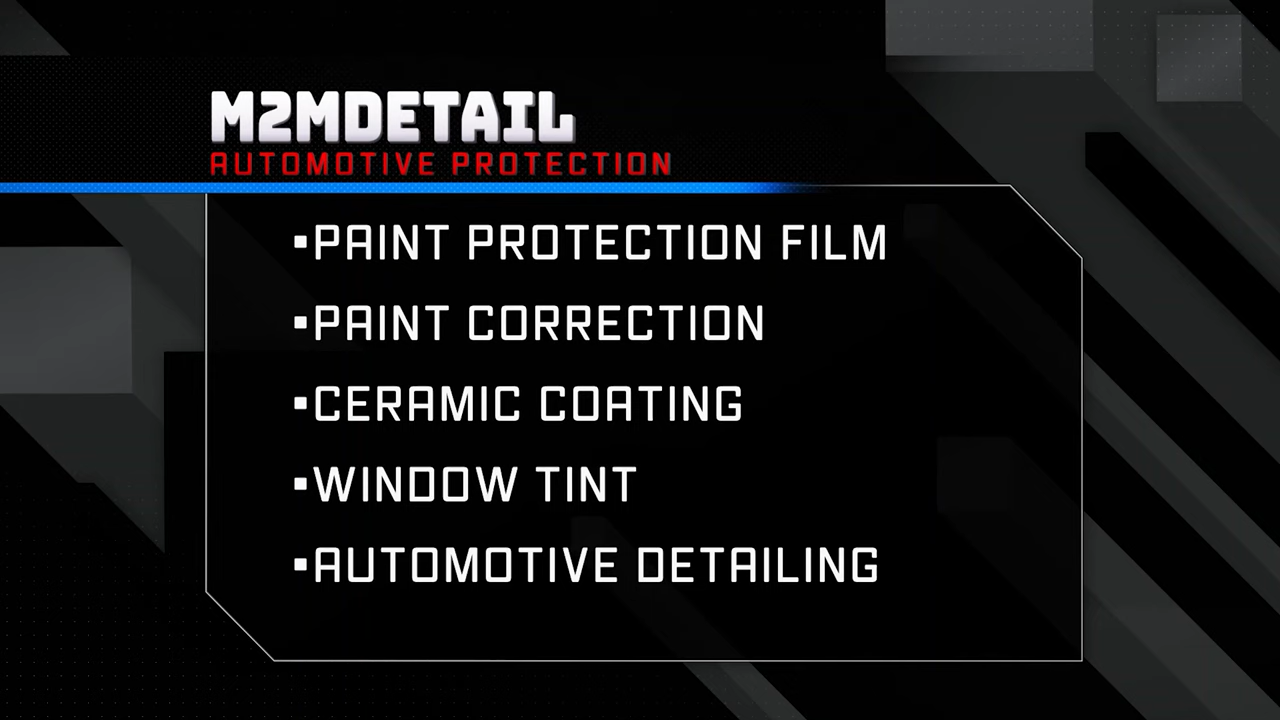 M2MDETAIL
AUTOMOTIVE PROTECTION
▪PAINT PROTECTION FILM
▪PAINT CORRECTION
▪CERAMIC COATING
▪WINDOW TINT
▪AUTOMOTIVE DETAILING